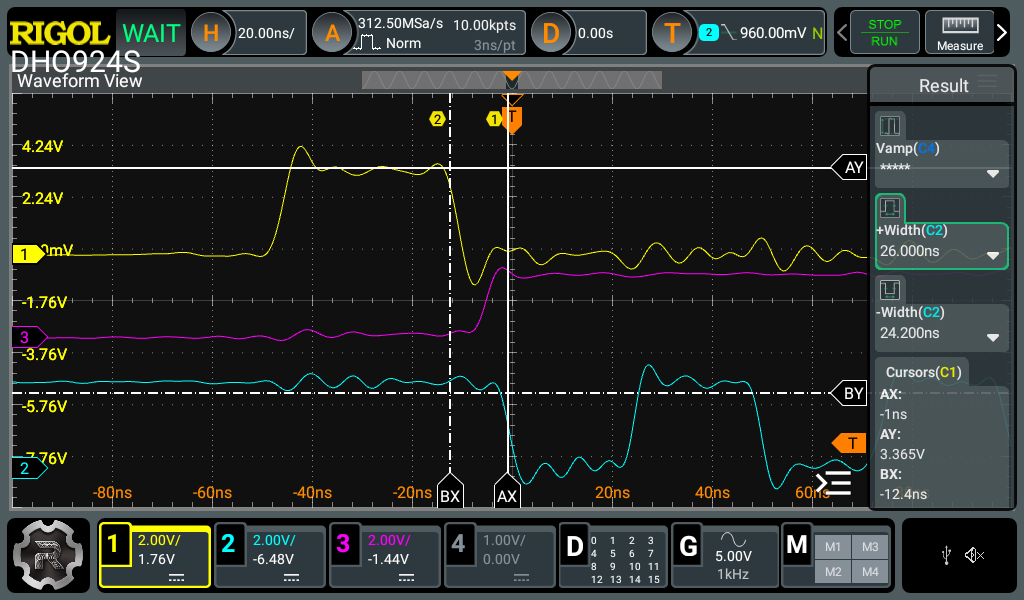 RIGOL WAIT H 20.00ns/ A 312.50MSa/s 10.00kpts D 0.00s T 2 960.00mV N STOP
Norm 3ns/pt RUN Measure
DHO924S
Waveform View Result
2 1 T
4.24V
AY
2.24V
1 0mV
-1.76V
3
-3.76V
BY
-5.76V
T
2 -7.76V
-80ns -60ns -40ns -20ns BX AX 20ns 40ns 60ns
Vamp(C4)
*****
+Width(C2)
26.000ns
-Width(C2)
24.200ns
Cursors(C1)
AX:
-1ns
AY:
3.365V
BX:
-12.4ns
1 2.00V/ 1.76V
2 2.00V/ -6.48V
3 2.00V/ -1.44V
4 1.00V/ 0.00V
D 0 1 2 3
4 5 6 7
8 9 10 11
12 13 14 15
G 5.00V
1kHz
M M1 M3
M2 M4
R